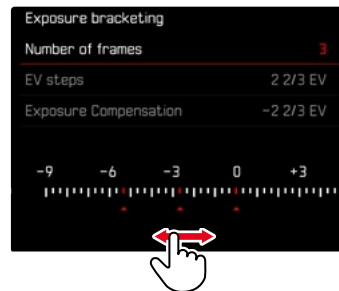 Exposure bracketing
Number of frames 3
EV steps 2 2/3 EV
Exposure Compensation -2 2/3 EV
-9 -6 -3 0 +3